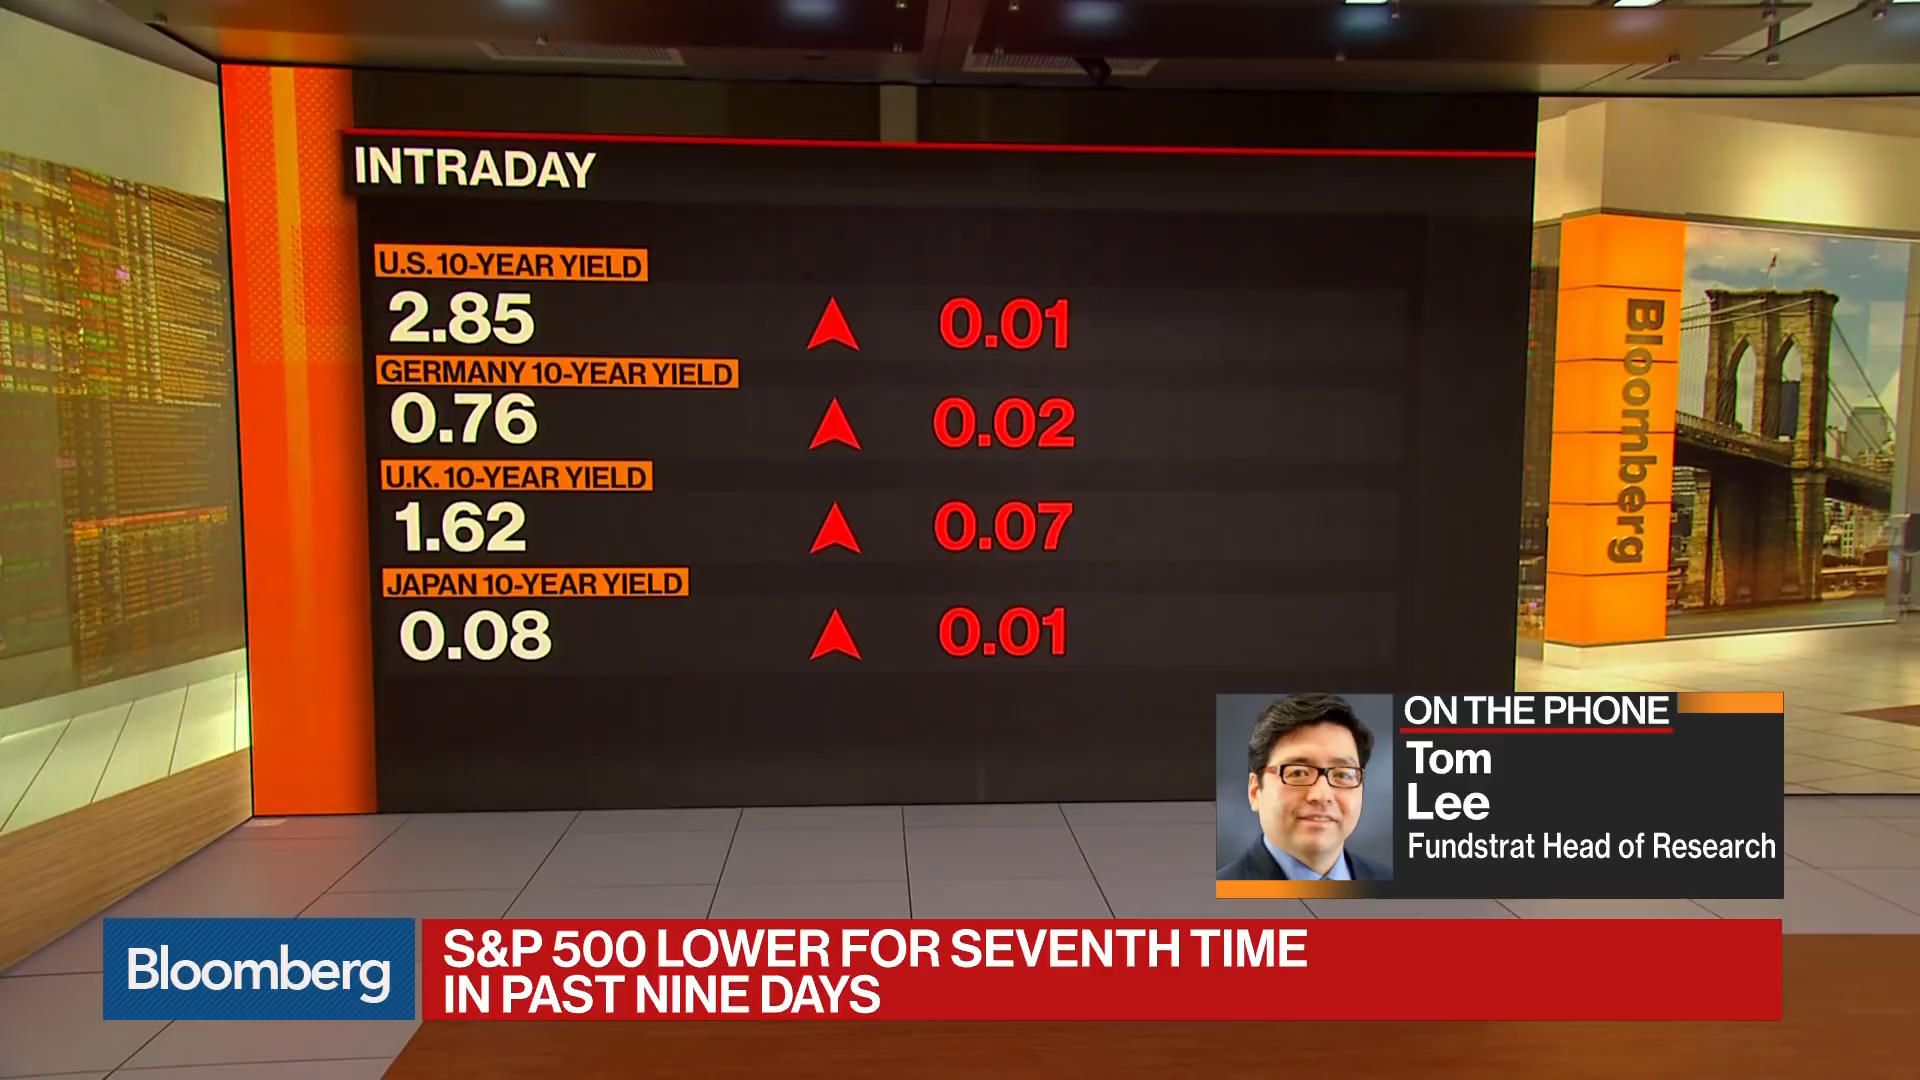 INTRADAY
U.S. 10-YEAR YIELD
2.85 0.01
GERMANY 10-YEAR YIELD
0.76 0.02
U.K. 10-YEAR YIELD
1.62 0.07
JAPAN 10-YEAR YIELD
0.08 0.01
Bloomberg
ON THE PHONE
Tom
Lee
Fundstrat Head of Research
Bloomberg
S&P 500 LOWER FOR SEVENTH TIME
IN PAST NINE DAYS